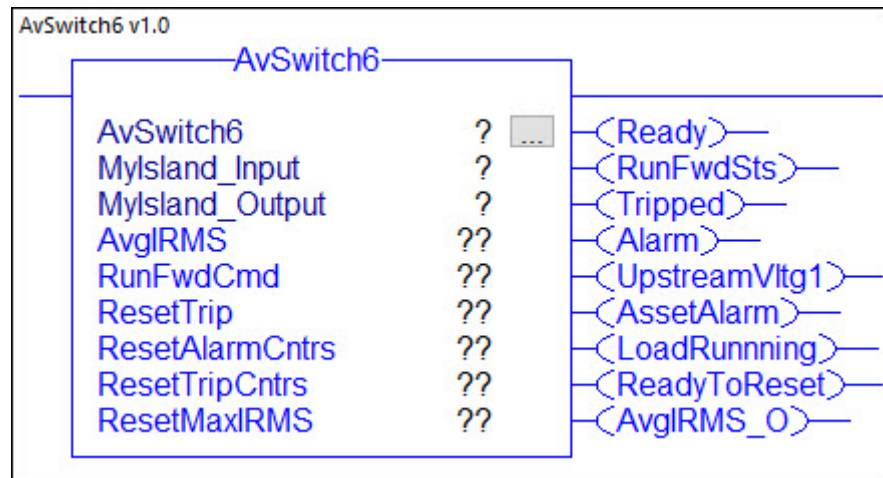 AvSwitch6 v1.0
AvSwitch6
AvSwitch6 ? ... Ready
MyIsland_Input ? RunFwdSts
MyIsland_Output ? Tripped
AvgIRMS ?? Alarm
RunFwdCmd ?? UpstreamVltg1
ResetTrip ?? AssetAlarm
ResetAlarmCntrs ?? LoadRunnning
ResetTripCntrs ?? ReadyToReset
ResetMaxIRMS ?? AvgIRMS_O